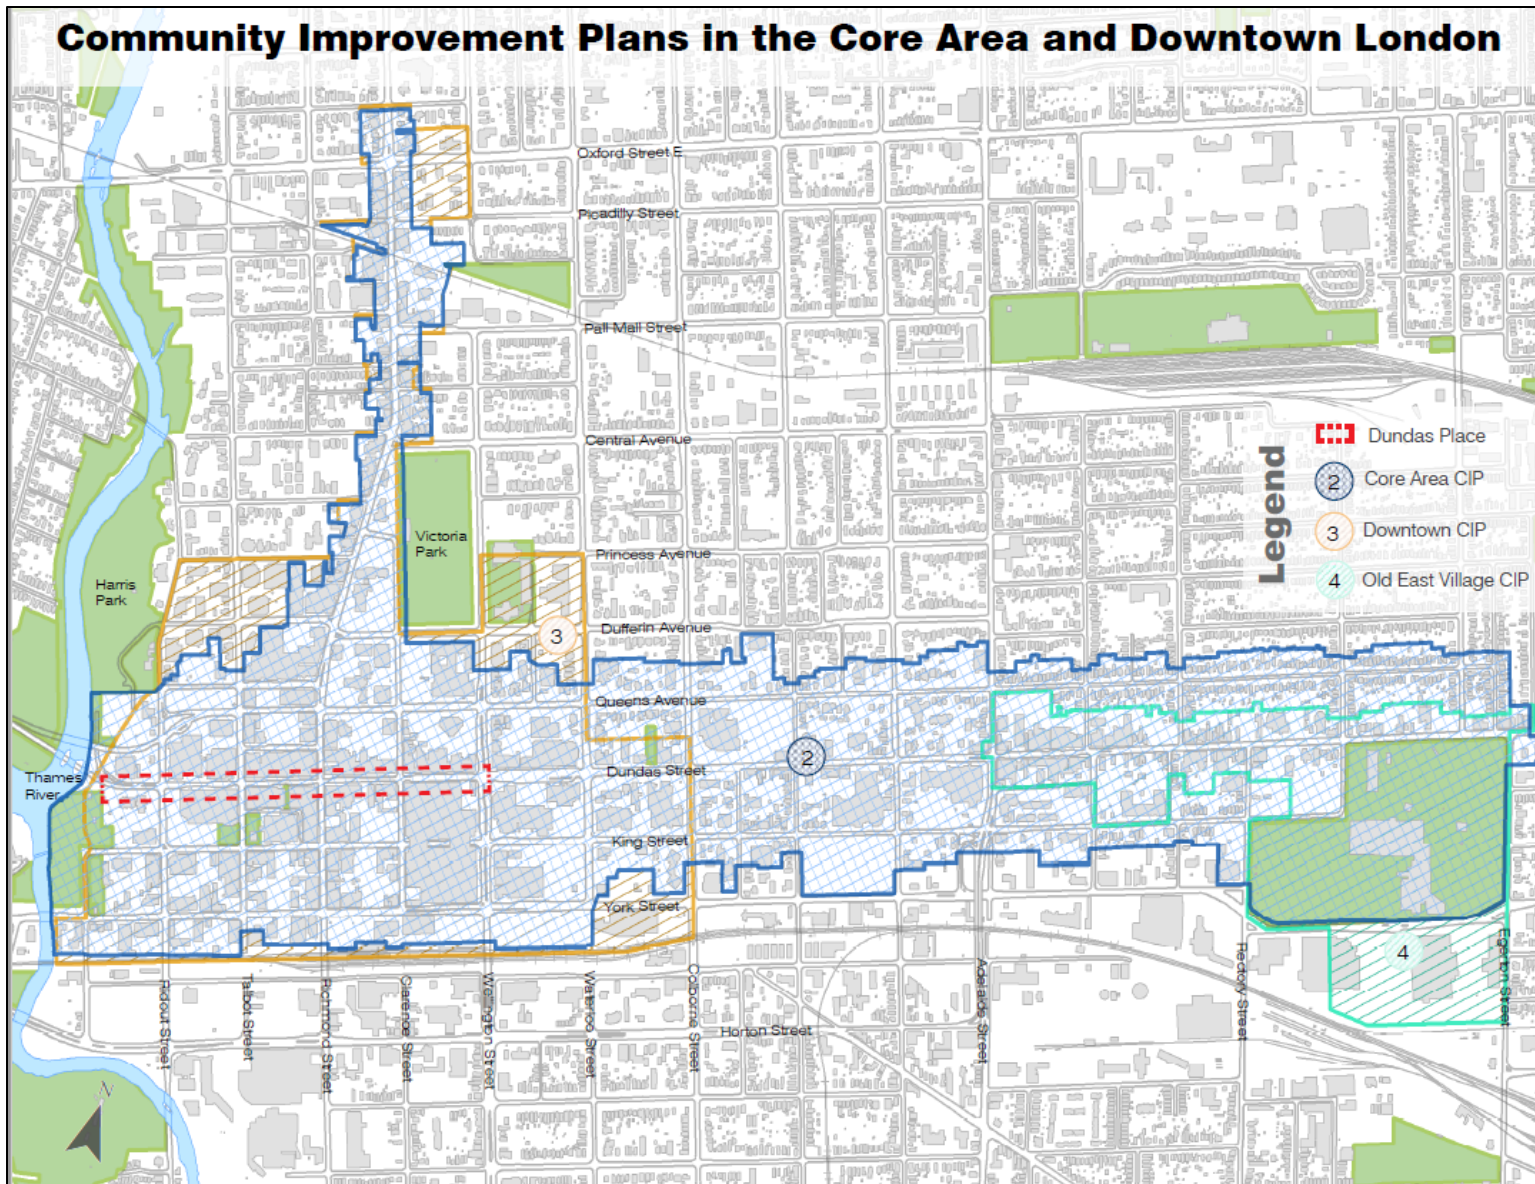 Community Improvement Plans in the Core Area and Downtown London
Oxford Street E
Picadilly Street
Pall Mall Street
Central Avenue
Legend
Dundas Place
2 Core Area CIP
3 Downtown CIP
4 Old East Village CIP
Victoria
Park
Princess Avenue
Harris
Park
3
Dufferin Avenue
Queens Avenue
2
Thames
River
Dundas Street
King Street
York Street
4
Ridout Street
Talbot Street
Richmond Street
Clarence Street
Wellington Street
Waterloo Street
Colborne Street
Adelaide Street
Rectory Street
Egerton Street
Horton Street
N